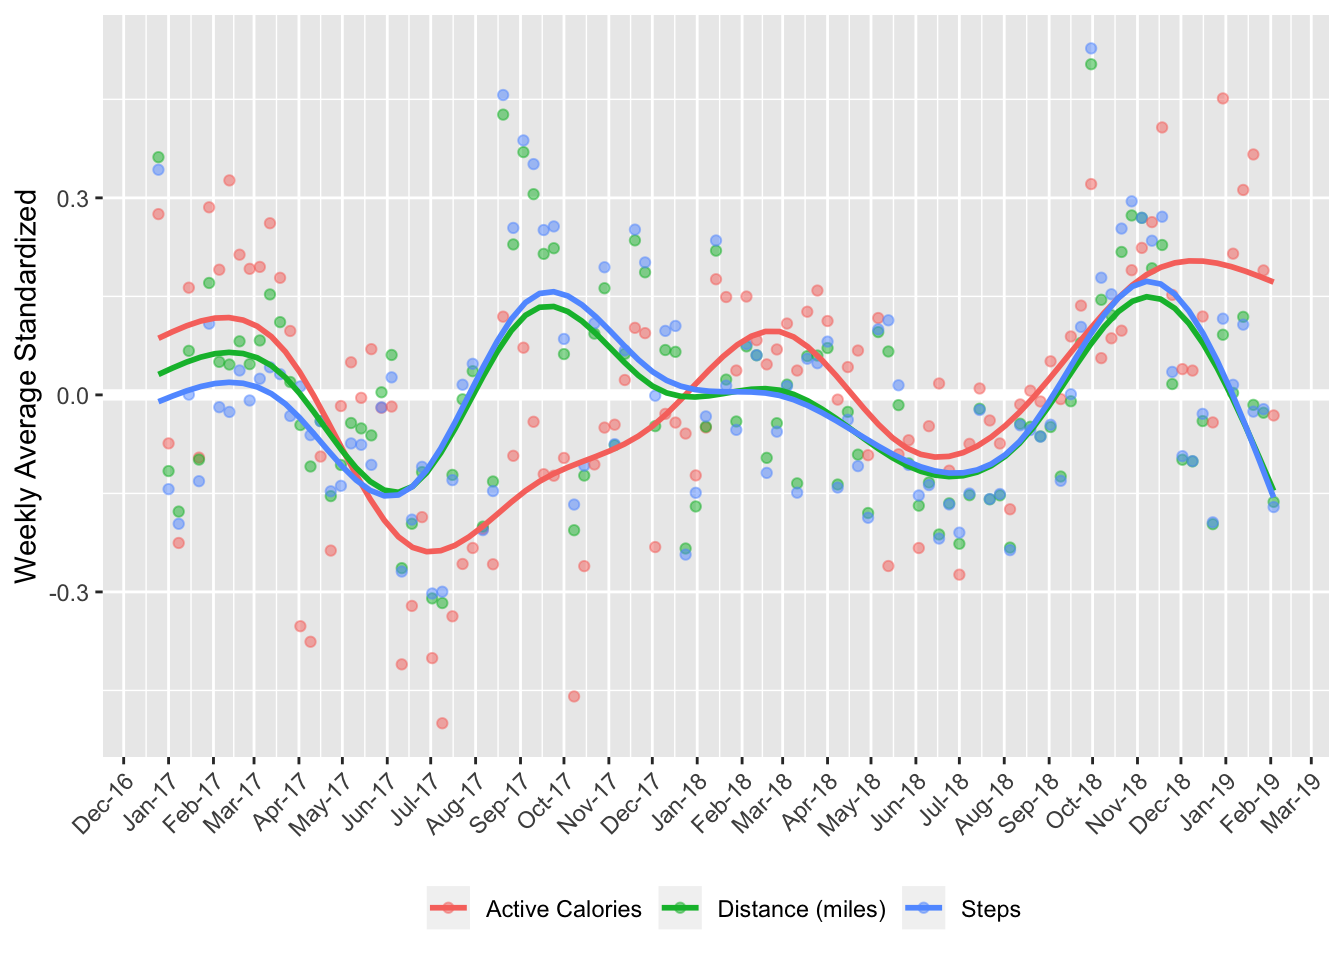 Weekly Average Standardized
0.3
0.0
-0.3
Dec-16
Jan-17
Feb-17
Mar-17
Apr-17
May-17
Jun-17
Jul-17
Aug-17
Sep-17
Oct-17
Nov-17
Dec-17
Jan-18
Feb-18
Mar-18
Apr-18
May-18
Jun-18
Jul-18
Aug-18
Sep-18
Oct-18
Nov-18
Dec-18
Jan-19
Feb-19
Mar-19
Active Calories
Distance (miles)
Steps